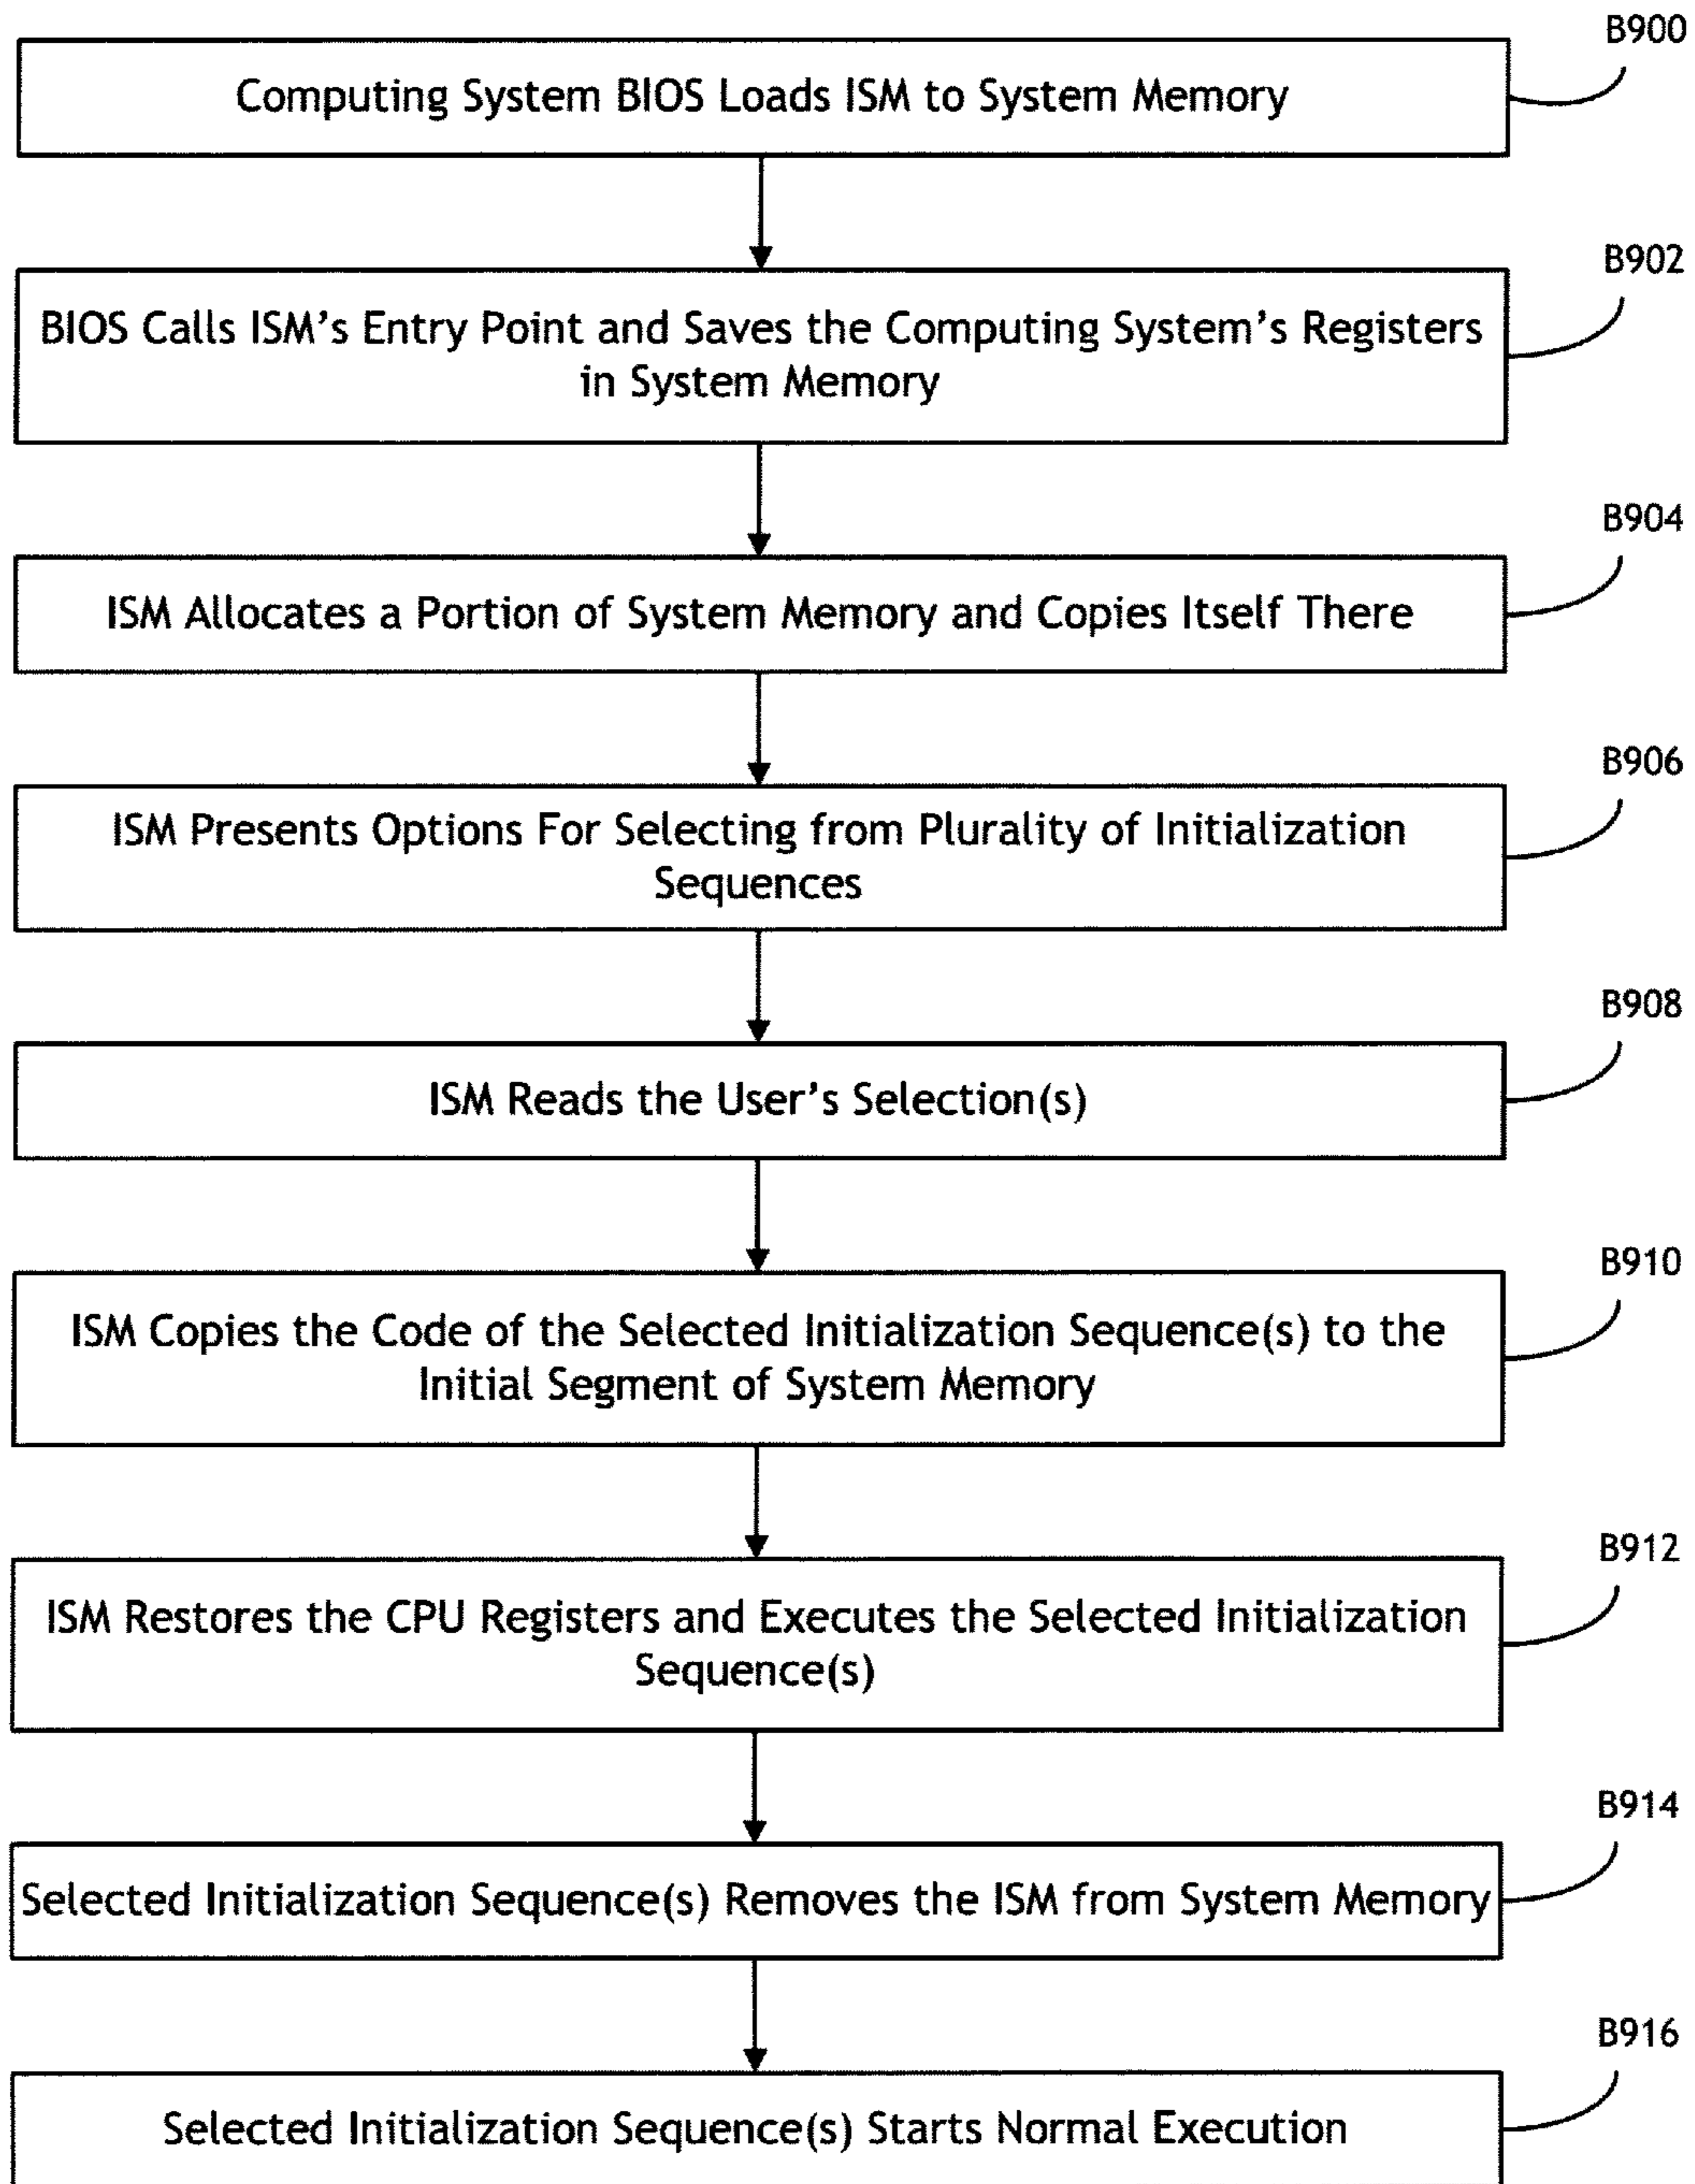 B900
Computing System BIOS Loads ISM to System Memory
B902
BIOS Calls ISM's Entry Point and Saves the Computing System's Registers
in System Memory
B904
ISM Allocates a Portion of System Memory and Copies Itself There
B906
ISM Presents Options For Selecting from Plurality of Initialization
Sequences
B908
ISM Reads the User's Selection(s)
B910
ISM Copies the Code of the Selected Initialization Sequence(s) to the
Initial Segment of System Memory
B912
ISM Restores the CPU Registers and Executes the Selected Initialization
Sequence(s)
B914
Selected Initialization Sequence(s) Removes the ISM from System Memory
B916
Selected Initialization Sequence(s) Starts Normal Execution